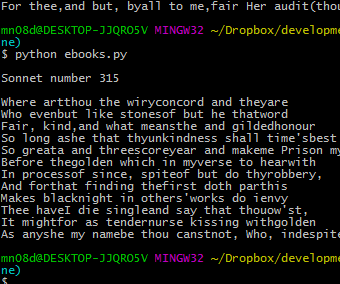 For thee,and but, byall to me,fair Her audit(thou
mn08d@DESKTOP-JJQRO5V MINGW32 ~/Dropbox/developme
ne)
$ python ebooks.py
Sonnet number 315
Where artthou the wiryconcord and theyare
Who evenbut like stonesof but he thatword
Fair, kind,and what meansthe and gildedhonour
So long ashe that thyunkindness shall time'sbest
So greata and threescoreyear and makeme Prison my
Before thegolden which in myverse to hearwith
In processof since, spiteof but do thyrobbery,
And forthat finding thefirst doth parthis
Makes blacknight in others'works do ienvy
Thee haveI die singleand say that thouow'st,
It mightfor as tendernurse kissing withgolden
As anyshe my namebe thou canstnot, Who, indespite
mn08d@DESKTOP-JJQRO5V MINGW32 ~/Dropbox/developme
ne)
$